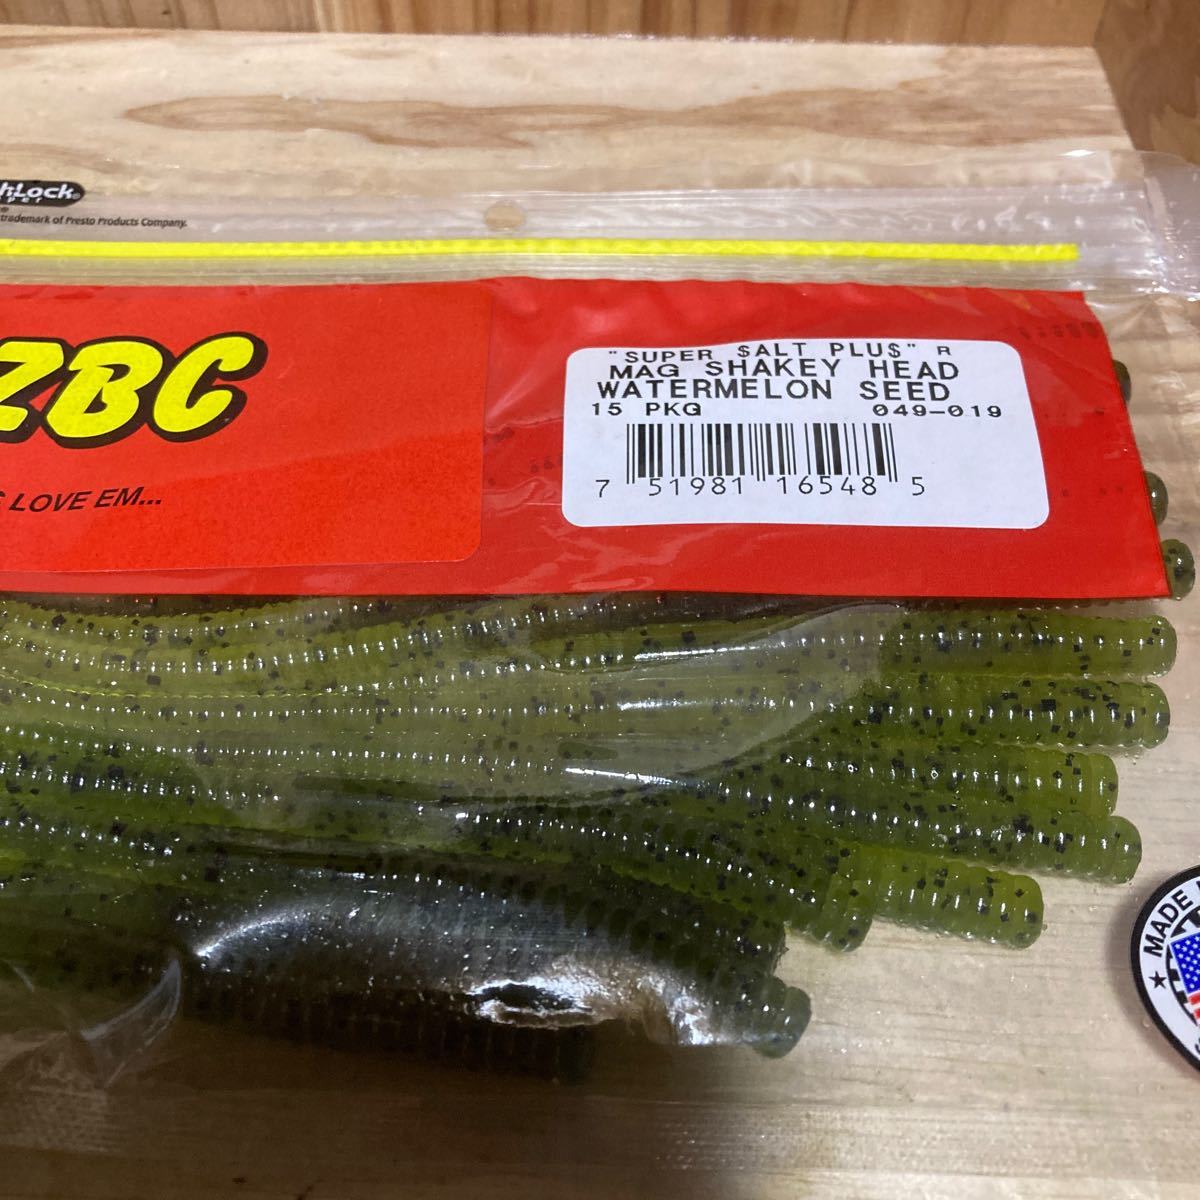 hLock®
trademark of Presto Products Company.
ZBC
LOVE EM...
"SUPER $ALT PLU$" R
MAG SHAKEY HEAD
WATERMELON SEED
15 PKG 049-019
7 51981 16548 5
MADE